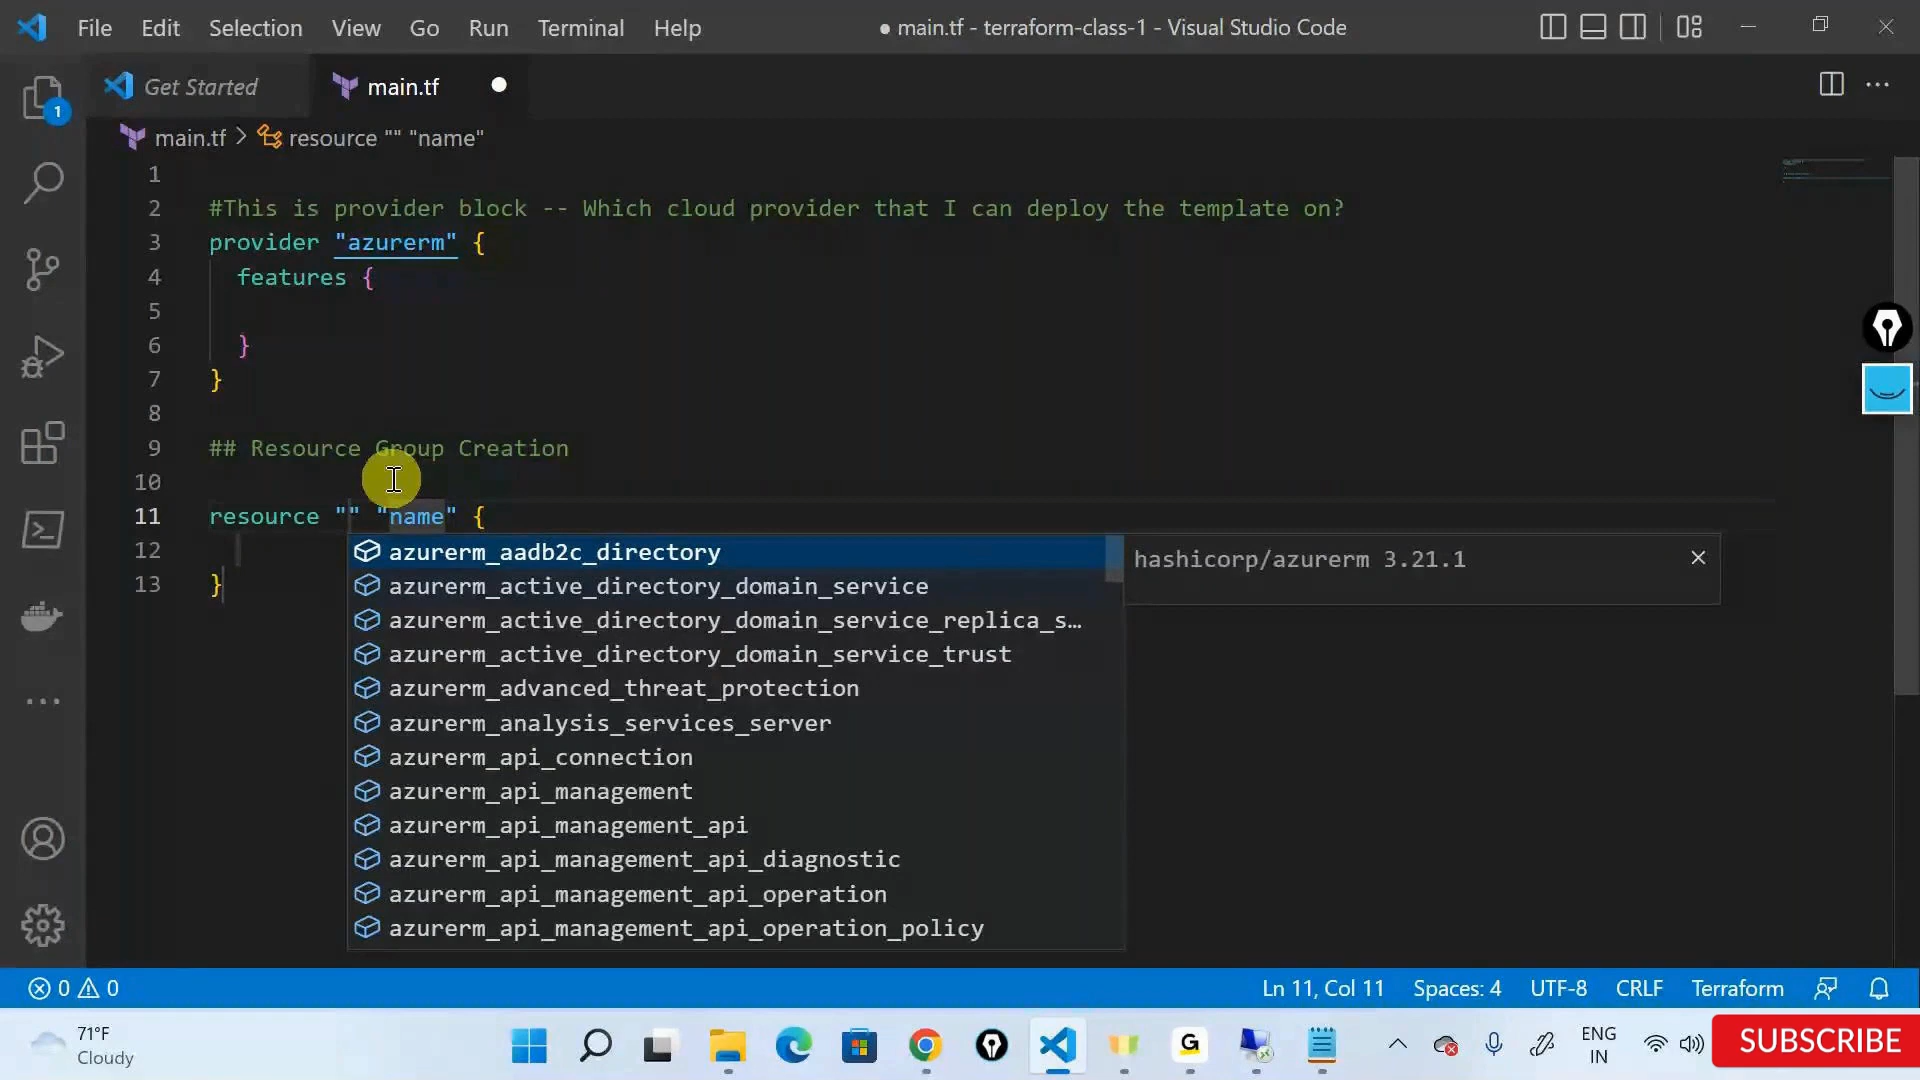 File Edit Selection View Go Run Terminal Help
● main.tf - terraform-class-1 - Visual Studio Code
1
Get Started
main.tf
main.tf > resource "" "name"
1
2 #This is provider block -- Which cloud provider that I can deploy the template on?
3 provider "azurerm" {
4 features {
5
6 }
7 }
8
9 ## Resource Group Creation
10
11 resource "" "name" {
12
13 }
azurerm_aadb2c_directory
hashicorp/azurerm 3.21.1
azurerm_active_directory_domain_service
azurerm_active_directory_domain_service_replica_s…
azurerm_active_directory_domain_service_trust
azurerm_advanced_threat_protection
azurerm_analysis_services_server
azurerm_api_connection
azurerm_api_management
azurerm_api_management_api
azurerm_api_management_api_diagnostic
azurerm_api_management_api_operation
azurerm_api_management_api_operation_policy
0 0
Ln 11, Col 11 Spaces: 4 UTF-8 CRLF Terraform
71°F
Cloudy
G
ENG
IN
SUBSCRIBE